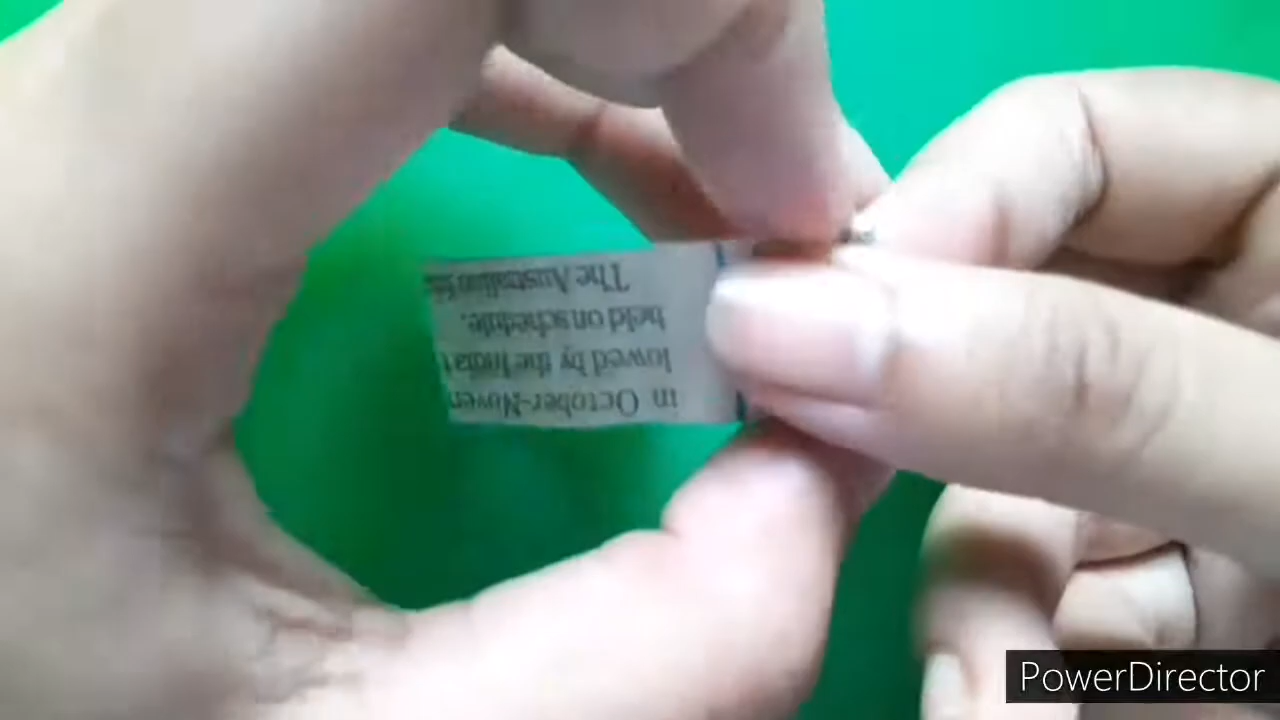 in October-Novem
lowed by the India t
held on schedule.
The Australian
PowerDirector